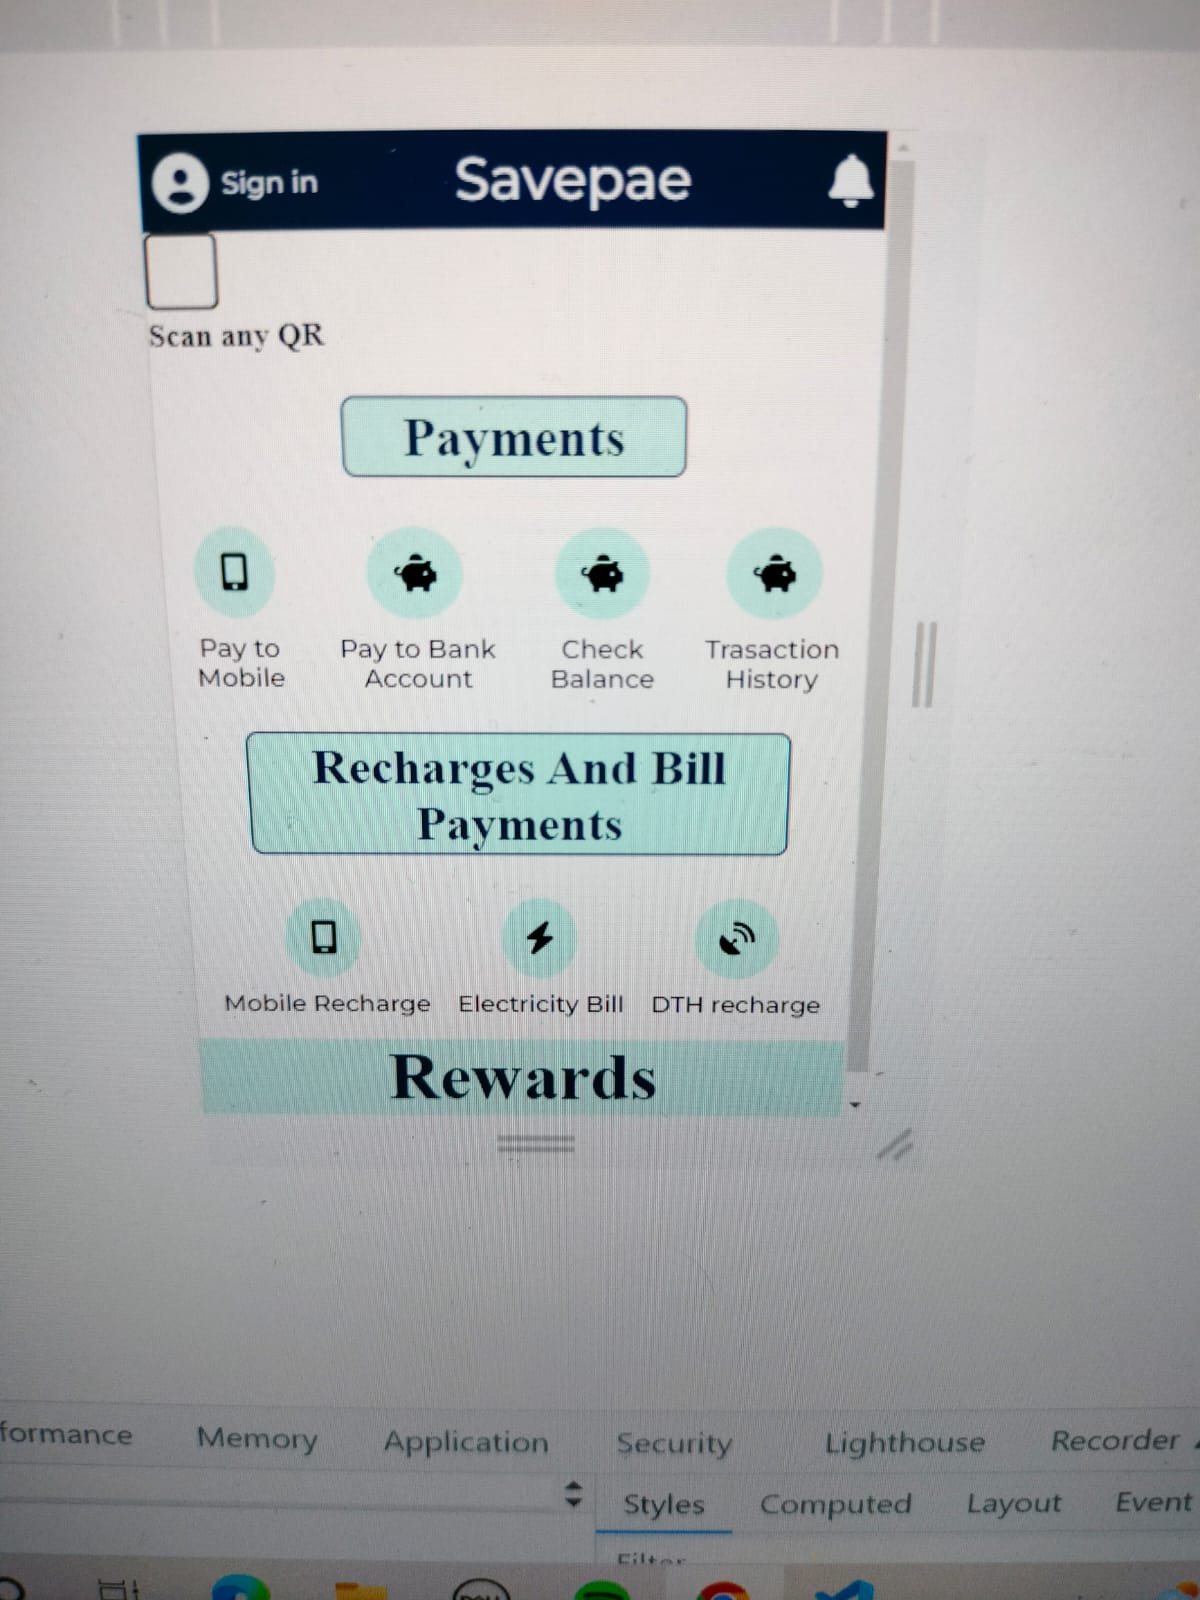 Sign in
Savepae
Scan any QR
Payments
Pay to
Mobile
Pay to Bank
Account
Check
Balance
Trasaction
History
Recharges And Bill
Payments
Mobile Recharge
Electricity Bill
DTH recharge
Rewards
formance
Memory
Application
Security
Lighthouse
Recorder
Styles
Computed
Layout
Event
Filter